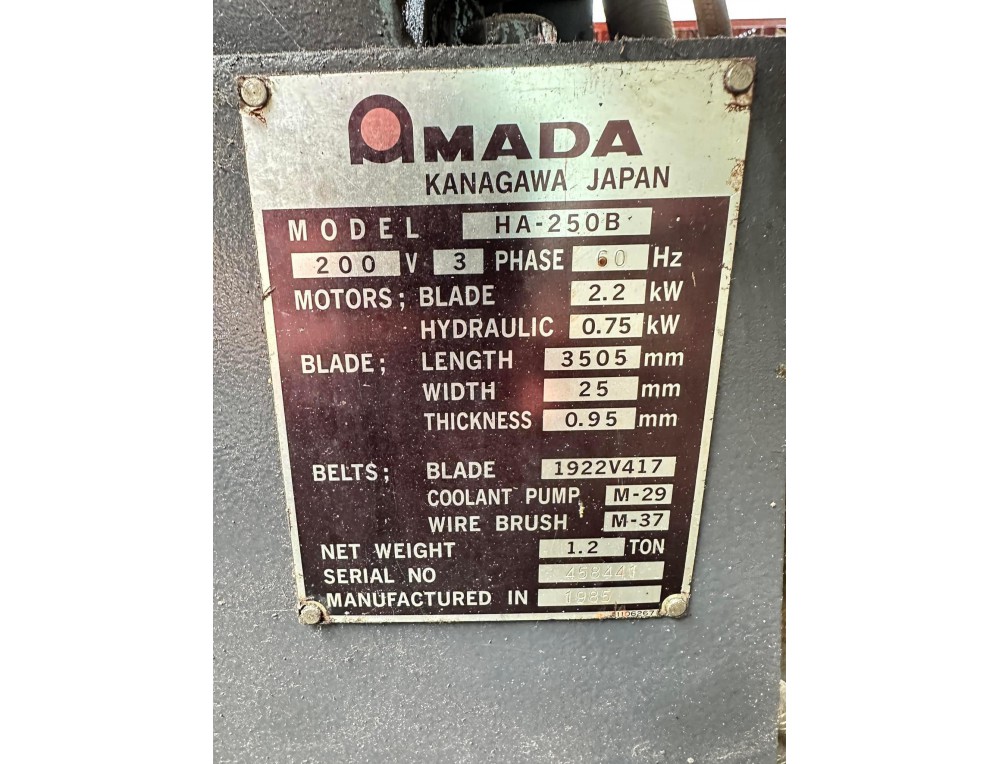 AMADA
KANAGAWA JAPAN
MODEL HA-250B
200 V 3 PHASE 60 Hz
MOTORS; BLADE 2.2 kW
HYDRAULIC 0.75 kW
BLADE; LENGTH 3505 mm
WIDTH 25 mm
THICKNESS 0.95 mm
BELTS; BLADE 1922V417
COOLANT PUMP M-29
WIRE BRUSH M-37
NET WEIGHT 1.2 TON
SERIAL NO 458441
MANUFACTURED IN